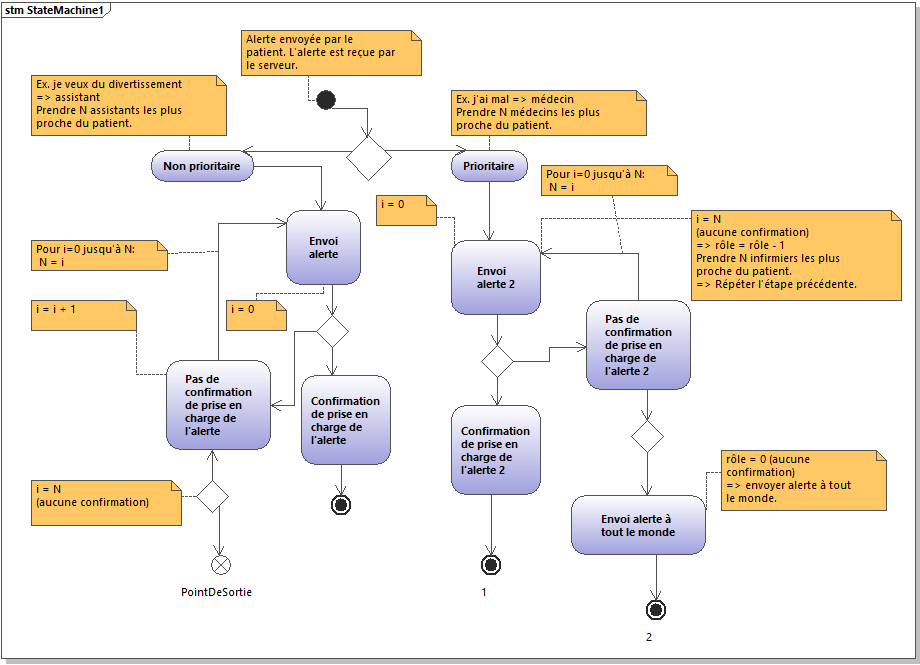 stm StateMachine1
Alerte envoyée par le
patient. L'alerte est reçue par
le serveur.
Ex. je veux du divertissement
=> assistant
Prendre N assistants les plus
proche du patient.
Ex. j'ai mal => médecin
Prendre N médecins les plus
proche du patient.
Non prioritaire
Prioritaire
Pour i=0 jusqu'à N:
N = i
i = 0
i = N
(aucune confirmation)
=> rôle = rôle - 1
Prendre N infirmiers les plus
proche du patient.
=> Répéter l'étape précédente.
Envoi
alerte
Pour i=0 jusqu'à N:
N = i
Envoi
alerte 2
i = i + 1
i = 0
Pas de
confirmation
de prise en
charge de
l'alerte 2
Pas de
confirmation
de prise en
charge de
l'alerte
Confirmation
de prise en
charge de
l'alerte
Confirmation
de prise en
charge de
l'alerte 2
rôle = 0 (aucune
confirmation)
=> envoyer alerte à tout
le monde.
i = N
(aucune confirmation)
Envoi alerte à
tout le monde
PointDeSortie
1
2